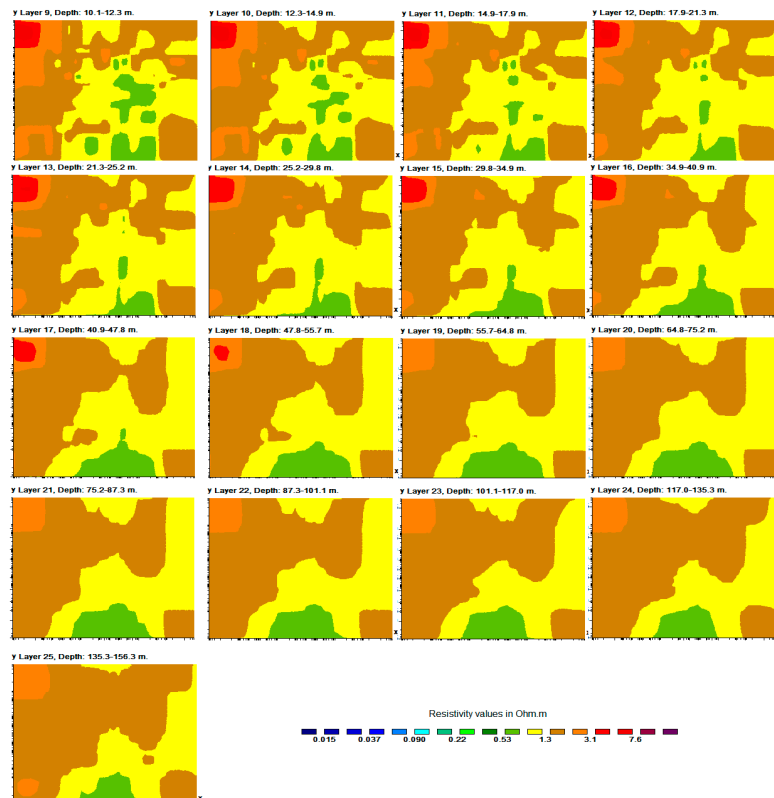 y Layer 9, Depth: 10.1-12.3 m.
y Layer 10, Depth: 12.3-14.9 m.
y Layer 11, Depth: 14.9-17.9 m.
y Layer 12, Depth: 17.9-21.3 m.
x
x
y Layer 13, Depth: 21.3-25.2 m.
y Layer 14, Depth: 25.2-29.8 m.
y Layer 15, Depth: 29.8-34.9 m.
y Layer 16, Depth: 34.9-40.9 m.
x
y Layer 17, Depth: 40.9-47.8 m.
y Layer 18, Depth: 47.8-55.7 m.
y Layer 19, Depth: 55.7-64.8 m.
y Layer 20, Depth: 64.8-75.2 m.
x
y Layer 21, Depth: 75.2-87.3 m.
y Layer 22, Depth: 87.3-101.1 m.
y Layer 23, Depth: 101.1-117.0 m.
y Layer 24, Depth: 117.0-135.3 m.
x
y Layer 25, Depth: 135.3-156.3 m.
x
Resistivity values in Ohm.m
0.015 0.037 0.090 0.22 0.53 1.3 3.1 7.6